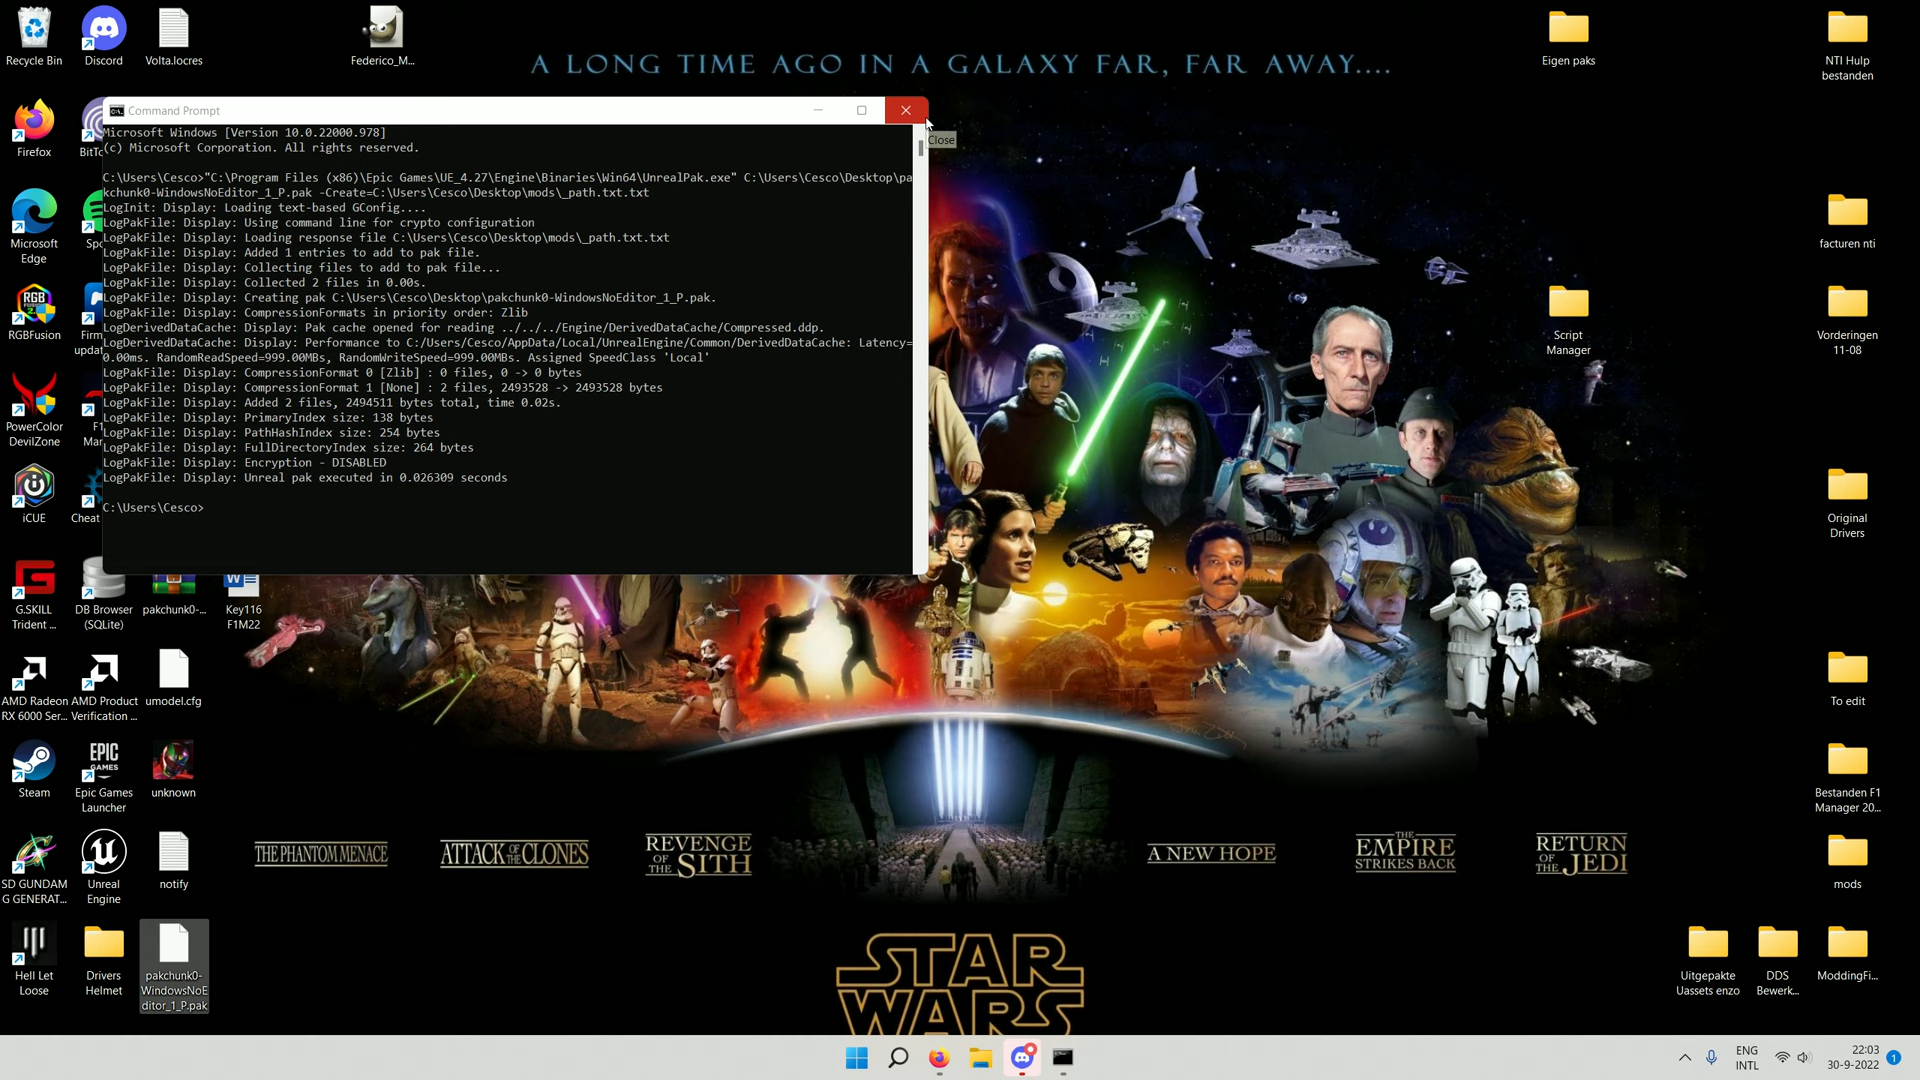 Recycle Bin
Discord
Volta.locres
Federico_M...
A LONG TIME AGO IN A GALAXY FAR, FAR AWAY....
Eigen paks
NTI Hulp
bestanden
Command Prompt
Close
Microsoft Windows [Version 10.0.22000.978]
(c) Microsoft Corporation. All rights reserved.
C:\Users\Cesco>"C:\Program Files (x86)\Epic Games\UE_4.27\Engine\Binaries\Win64\UnrealPak.exe" C:\Users\Cesco\Desktop\pa
kchunk0-WindowsNoEditor_1_P.pak -Create=C:\Users\Cesco\Desktop\mods\_path.txt.txt
LogInit: Display: Loading text-based GConfig....
LogPakFile: Display: Using command line for crypto configuration
LogPakFile: Display: Loading response file C:\Users\Cesco\Desktop\mods\_path.txt.txt
LogPakFile: Display: Added 1 entries to add to pak file.
LogPakFile: Display: Collecting files to add to pak file...
LogPakFile: Display: Collected 2 files in 0.00s.
LogPakFile: Display: Creating pak C:\Users\Cesco\Desktop\pakchunk0-WindowsNoEditor_1_P.pak.
LogPakFile: Display: CompressionFormats in priority order: Zlib
LogDerivedDataCache: Display: Pak cache opened for reading ../../../Engine/DerivedDataCache/Compressed.ddp.
LogDerivedDataCache: Display: Performance to C:/Users/Cesco/AppData/Local/UnrealEngine/Common/DerivedDataCache: Latency=
0.00ms. RandomReadSpeed=999.00MBs, RandomWriteSpeed=999.00MBs. Assigned SpeedClass 'Local'
LogPakFile: Display: CompressionFormat 0 [Zlib] : 0 files, 0 -> 0 bytes
LogPakFile: Display: CompressionFormat 1 [None] : 2 files, 2493528 -> 2493528 bytes
LogPakFile: Display: Added 2 files, 2494511 bytes total, time 0.02s.
LogPakFile: Display: PrimaryIndex size: 138 bytes
LogPakFile: Display: PathHashIndex size: 254 bytes
LogPakFile: Display: FullDirectoryIndex size: 264 bytes
LogPakFile: Display: Encryption - DISABLED
LogPakFile: Display: Unreal pak executed in 0.026309 seconds
C:\Users\Cesco>
Firefox
BitTo
Microsoft
Edge
Spo
facturen nti
RGBFusion
Firm
updat
Script
Manager
Vorderingen
11-08
PowerColor
DevilZone
F1
Mar
iCUE
Cheat
Original
Drivers
G.SKILL
Trident ...
DB Browser
(SQLite)
pakchunk0-...
Key116
F1M22
AMD Radeon
RX 6000 Ser...
AMD Product
Verification ...
umodel.cfg
To edit
Steam
EPIC
GAMES
Epic Games
Launcher
unknown
Bestanden F1
Manager 20...
SD GUNDAM
G GENERAT...
Unreal
Engine
notify
THE PHANTOM MENACE
ATTACK OF THE CLONES
REVENGE
OF THE SITH
A NEW HOPE
THE EMPIRE
STRIKES BACK
RETURN
OF THE JEDI
mods
Hell Let
Loose
Drivers
Helmet
pakchunk0-
WindowsNoE
ditor_1_P.pak
STAR
WARS
Uitgepakte
Uassets enzo
DDS
Bewerk...
ModdingFi...
ENG
INTL
22:03
30-9-2022
1